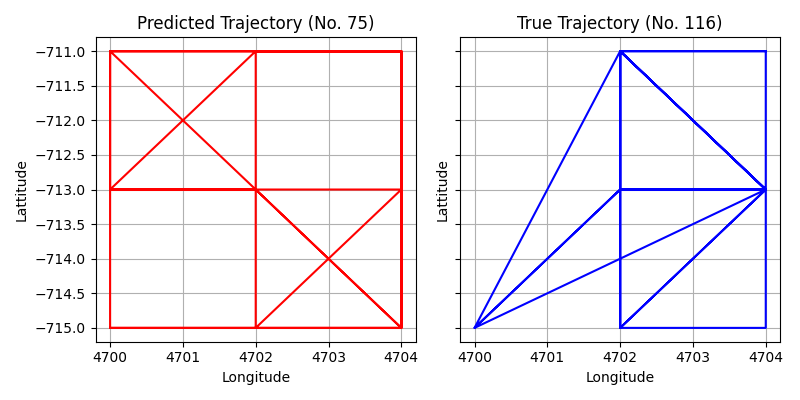 Predicted Trajectory (No. 75)
True Trajectory (No. 116)
Lattitude
−711.0
−711.5
−712.0
−712.5
−713.0
−713.5
−714.0
−714.5
−715.0
4700 4701 4702 4703 4704
Longitude
Lattitude
4700 4701 4702 4703 4704
Longitude